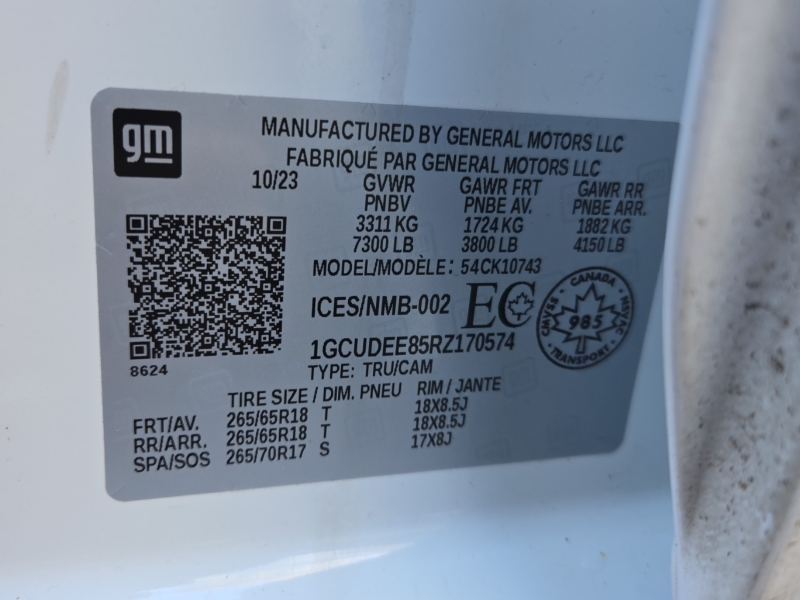 gm
MANUFACTURED BY GENERAL MOTORS LLC
FABRIQUÉ PAR GENERAL MOTORS LLC
10/23 GVWR GAWR FRT GAWR RR
PNBV PNBE AV. PNBE ARR.
3311 KG 1724 KG 1882 KG
7300 LB 3800 LB 4150 LB
MODEL/MODÈLE: 54CK10743
ICES/NMB-002 EC
CANADA
NSVAC
985
CMVSS
TRANSPORT
1GCUDEE85RZ170574
8624
TYPE: TRU/CAM
TIRE SIZE / DIM. PNEU RIM / JANTE
FRT/AV. 265/65R18 T 18X8.5J
RR/ARR. 265/65R18 T 18X8.5J
SPA/SOS 265/70R17 S 17X8J